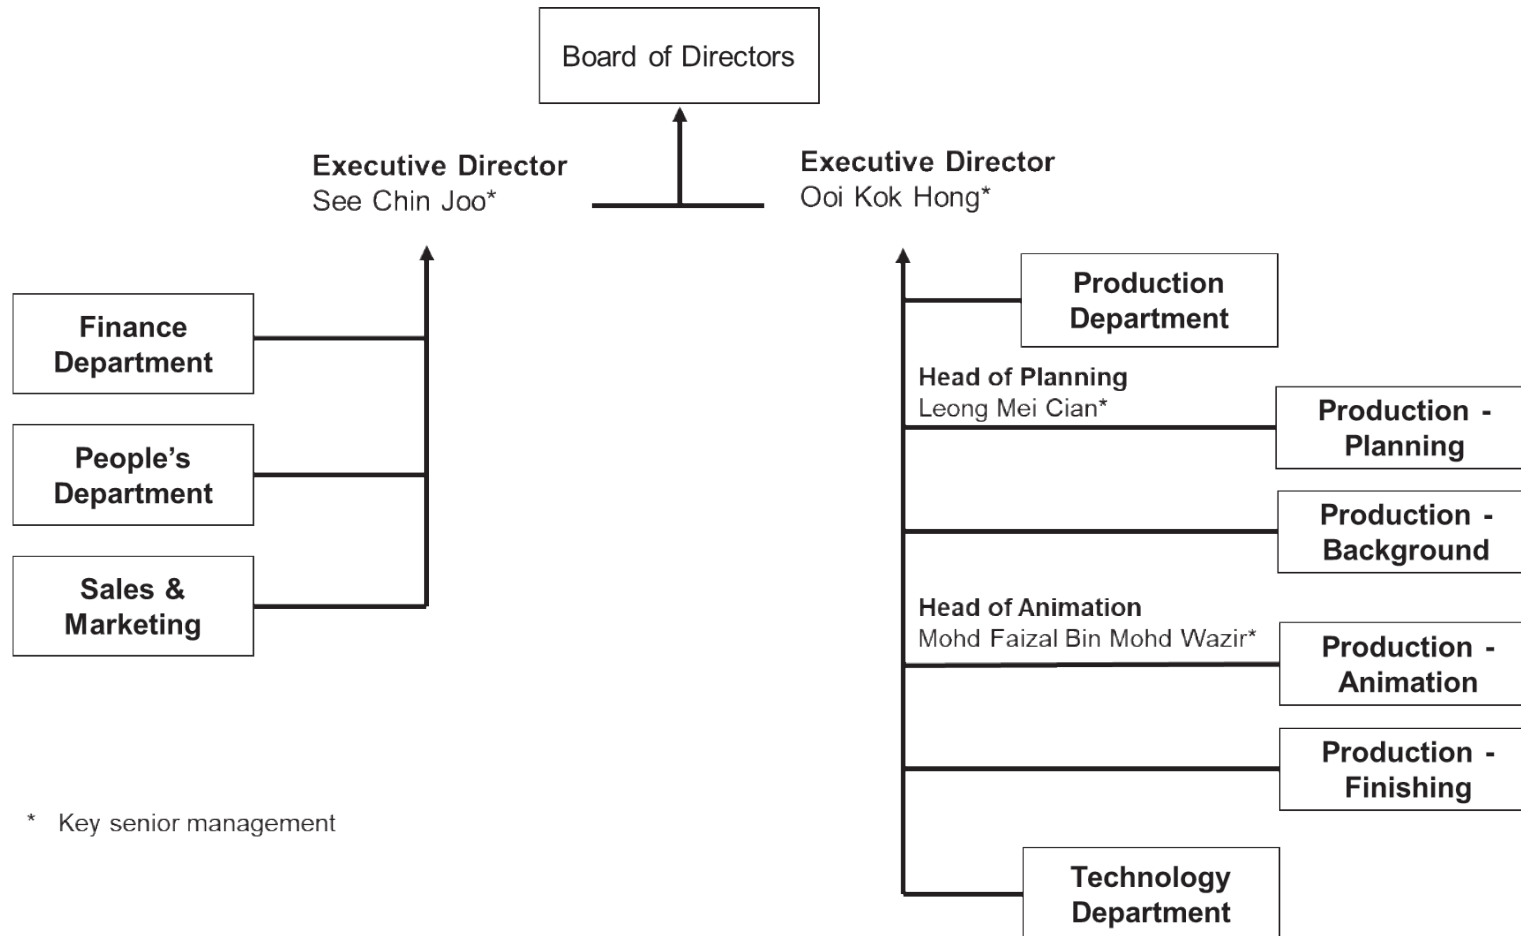 Board of Directors
Executive Director
See Chin Joo*
Executive Director
Ooi Kok Hong*
Finance
Department
People's
Department
Sales &
Marketing
Production
Department
Head of Planning
Leong Mei Cian*
Production -
Planning
Production -
Background
Head of Animation
Mohd Faizal Bin Mohd Wazir*
Production -
Animation
Production -
Finishing
Technology
Department
* Key senior management